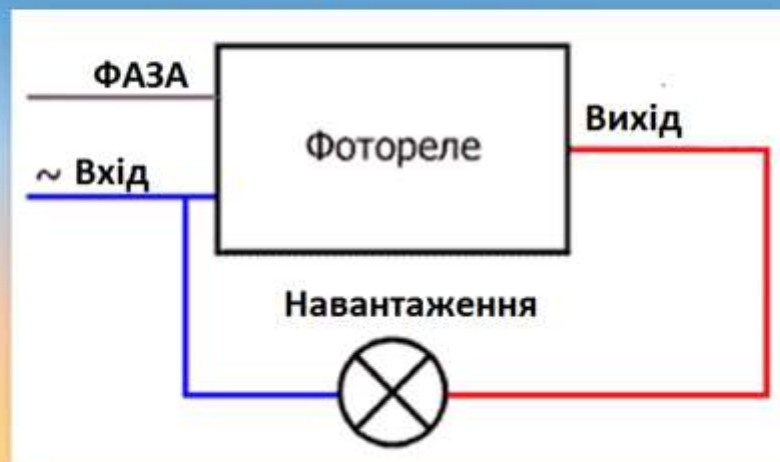 ФАЗА
~ Вхід
Фотореле
Вихід
Навантаження